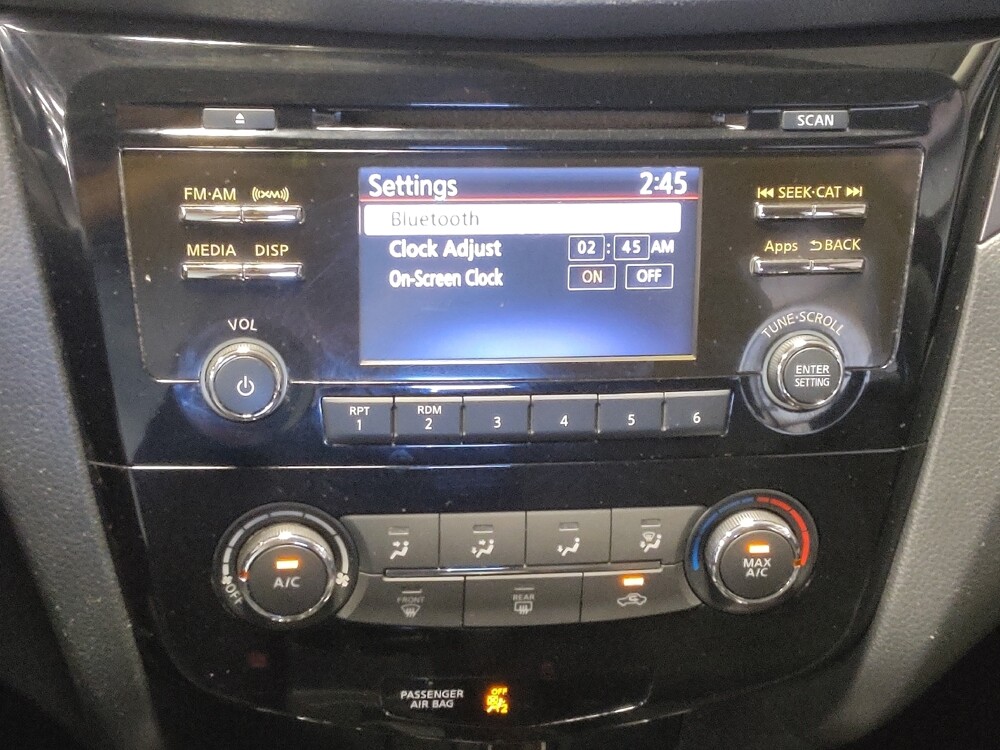 SCAN
FM·AM
((XM))
MEDIA
DISP
VOL
Settings 2:45
Bluetooth
Clock Adjust 02 : 45 AM
On-Screen Clock ON OFF
SEEK·CAT
Apps
BACK
TUNE·SCROLL
ENTER
SETTING
RPT
1
RDM
2
3
4
5
6
A/C
OFF
FRONT
REAR
MAX
A/C
PASSENGER
AIR BAG
OFF